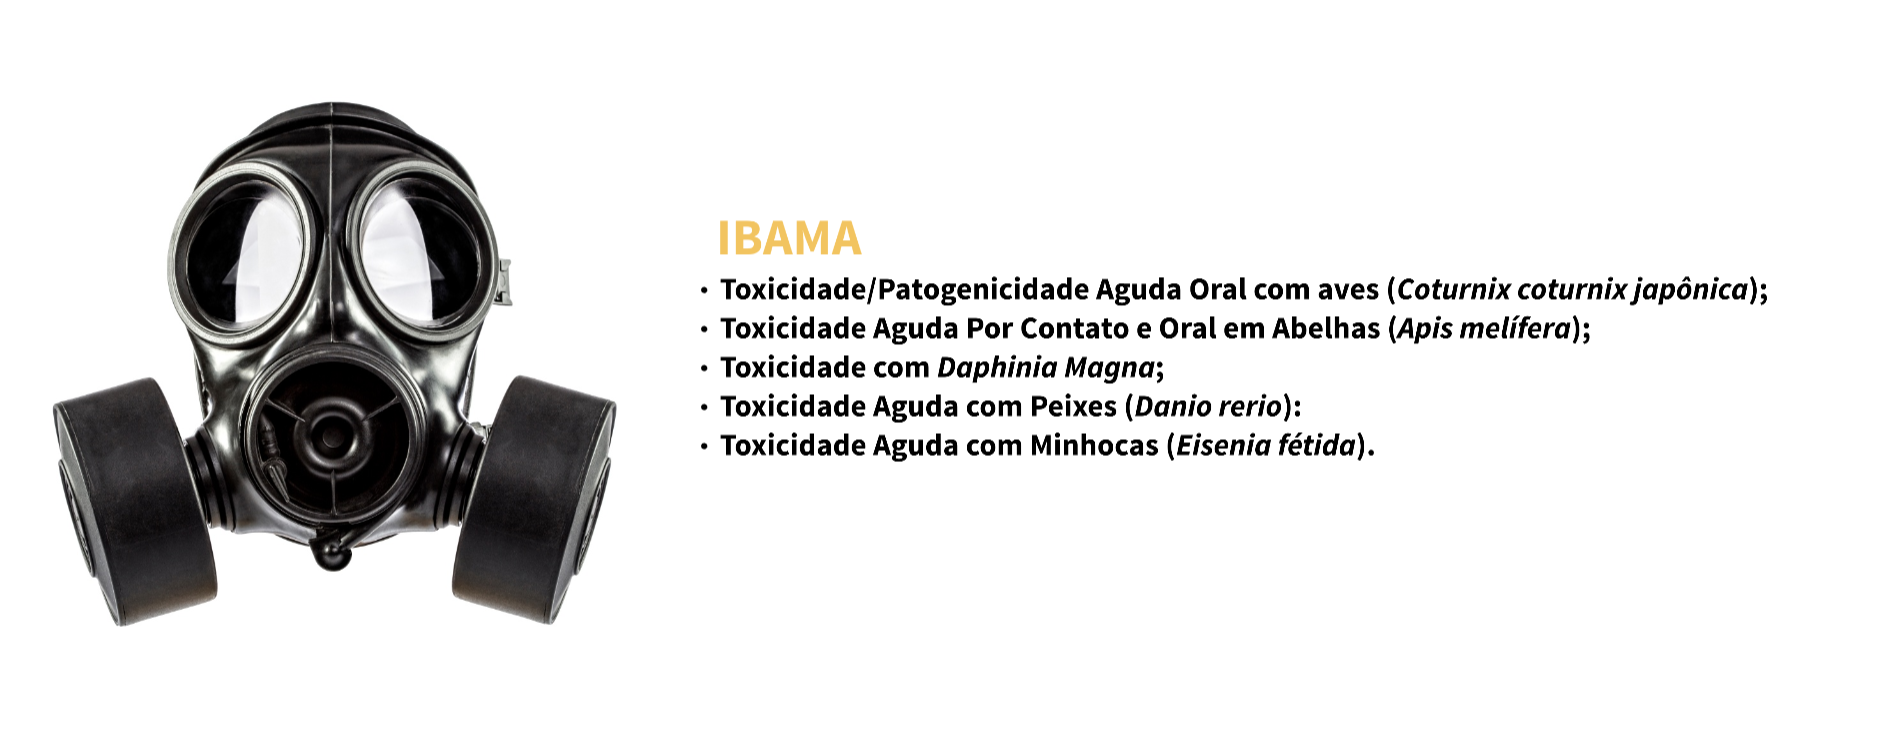 IBAMA
• Toxicidade/Patogenicidade Aguda Oral com aves (Coturnix coturnix japônica);
• Toxicidade Aguda Por Contato e Oral em Abelhas (Apis melífera);
• Toxicidade com Daphinia Magna;
• Toxicidade Aguda com Peixes (Danio rerio):
• Toxicidade Aguda com Minhocas (Eisenia fétida).